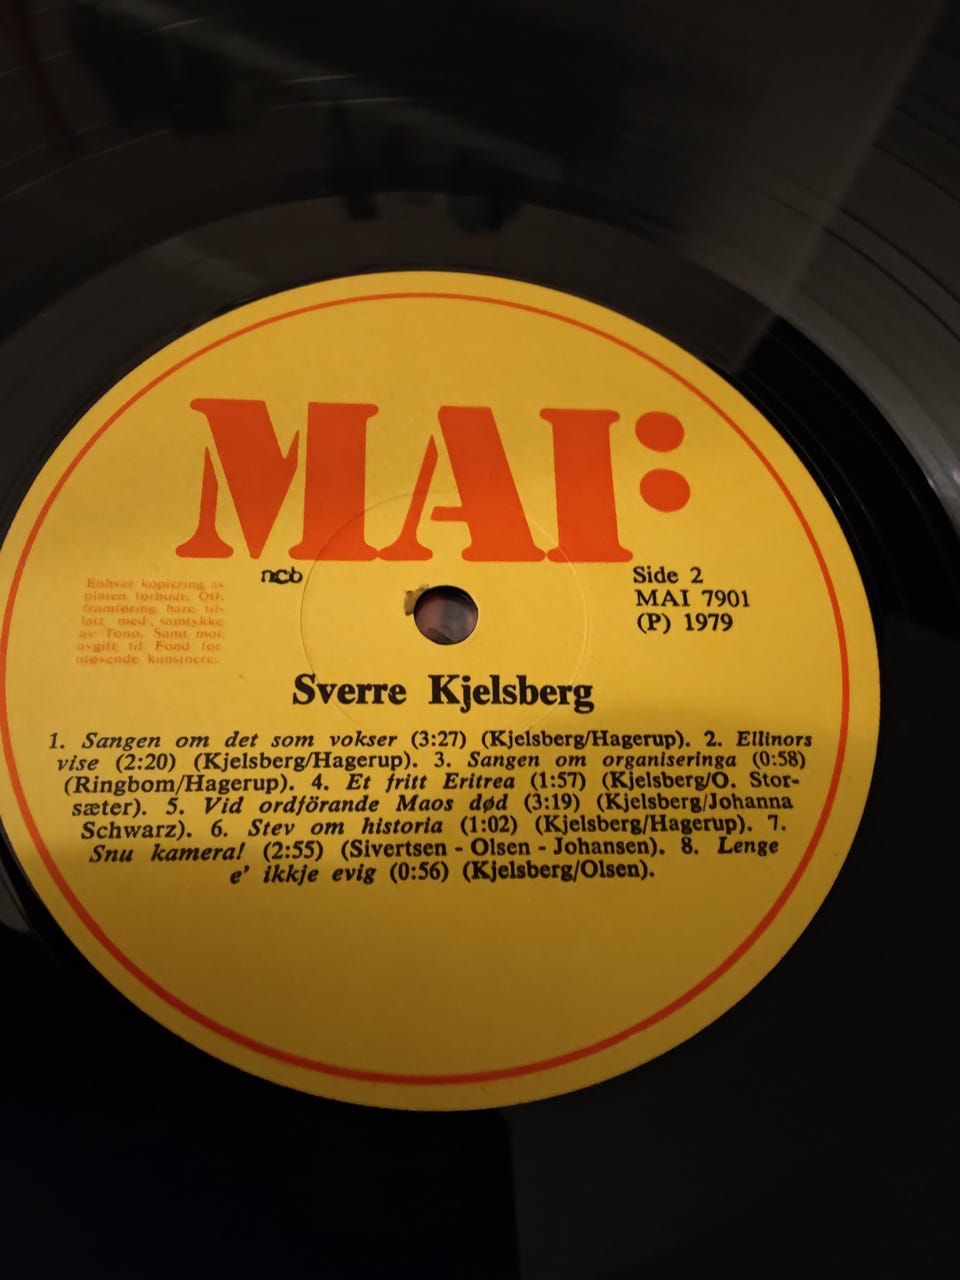 MAI:
ncb
Enhver kopiering av
platen forbudt. Off.
framføring bare til-
latt med samtykke
av Tono. Samt mot
avgift til Fond for
utøvende kunstnere.
Side 2
MAI 7901
(P) 1979
Sverre Kjelsberg
1. Sangen om det som vokser (3:27) (Kjelsberg/Hagerup). 2. Ellinors
vise (2:20) (Kjelsberg/Hagerup). 3. Sangen om organiseringa (0:58)
(Ringbom/Hagerup). 4. Et fritt Eritrea (1:57) (Kjelsberg/O. Stor-
sæter). 5. Vid ordförande Maos død (3:19) (Kjelsberg/Johanna
Schwarz). 6. Stev om historia (1:02) (Kjelsberg/Hagerup). 7.
Snu kamera! (2:55) (Sivertsen - Olsen - Johansen). 8. Lenge
e' ikkje evig (0:56) (Kjelsberg/Olsen).